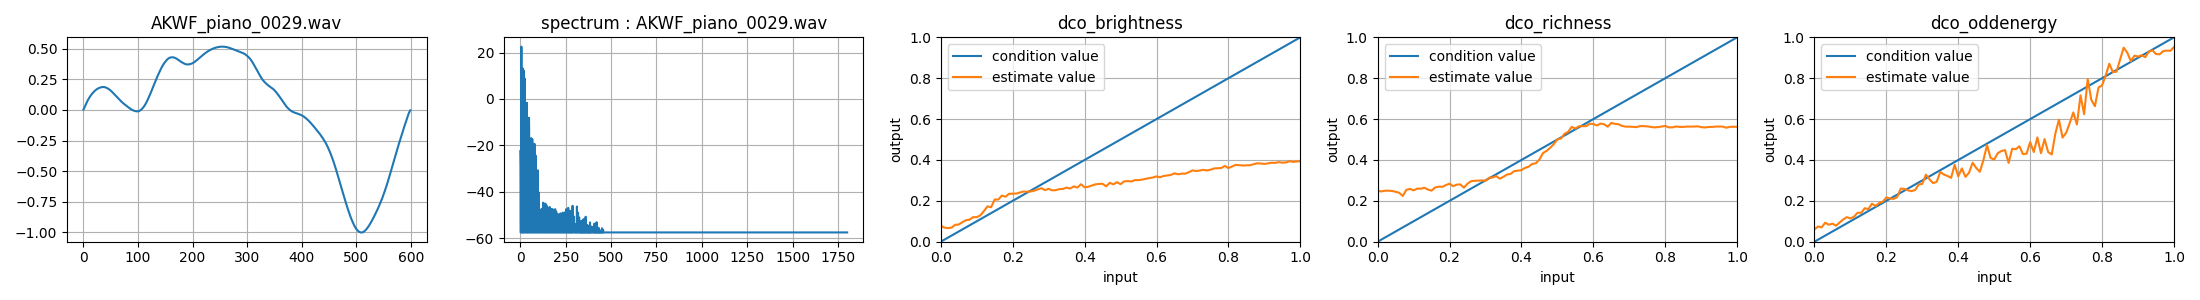 AKWF_piano_0029.wav
0.50
0.25
0.00
−0.25
−0.50
−0.75
−1.00
0 100 200 300 400 500 600
spectrum : AKWF_piano_0029.wav
20
0
−20
−40
−60
0 250 500 750 1000 1250 1500 1750
dco_brightness
condition value
estimate value
output
1.0
0.8
0.6
0.4
0.2
0.0
0.0 0.2 0.4 0.6 0.8 1.0
input
dco_richness
condition value
estimate value
output
1.0
0.8
0.6
0.4
0.2
0.0
0.0 0.2 0.4 0.6 0.8 1.0
input
dco_oddenergy
condition value
estimate value
output
1.0
0.8
0.6
0.4
0.2
0.0
0.0 0.2 0.4 0.6 0.8 1.0
input